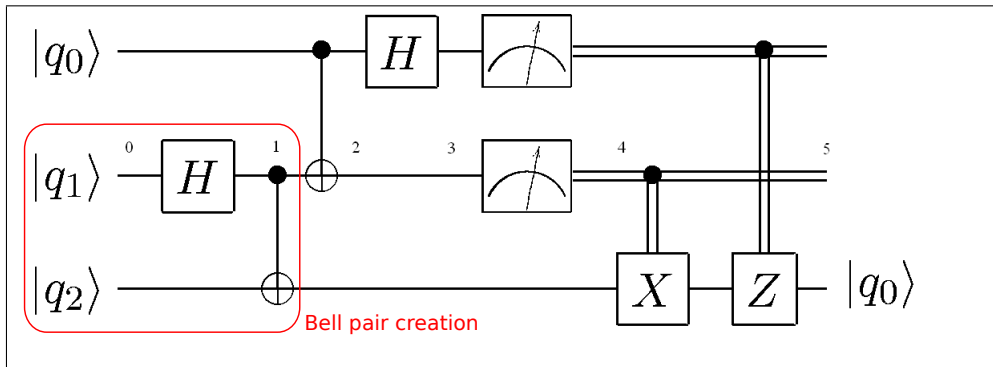 |q₀⟩ H
0 1 2 3 4 5
|q₁⟩ H
|q₂⟩ X Z |q₀⟩
Bell pair creation